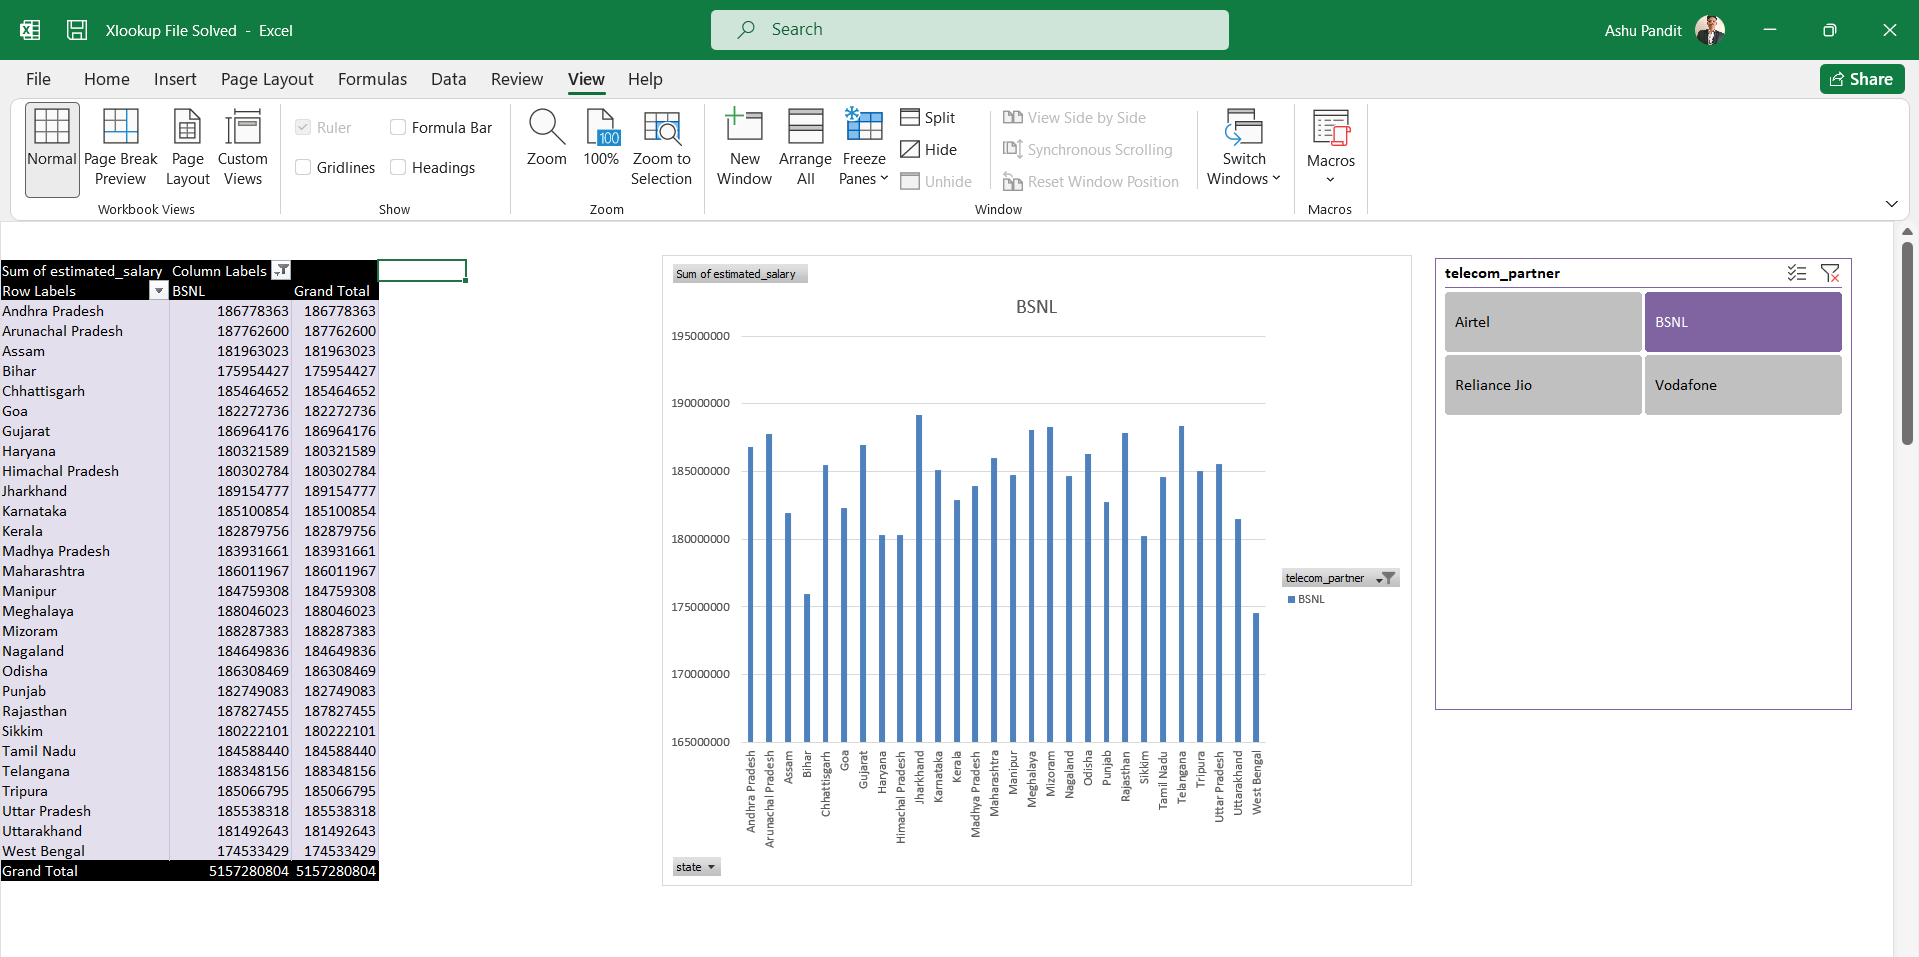 Xlookup File Solved - Excel
Search
Ashu Pandit
File Home Insert Page Layout Formulas Data Review View Help
Share
Normal
Page Break Preview
Page Layout
Custom Views
Workbook Views
Ruler
Formula Bar
Gridlines
Headings
Show
Zoom
100
100%
Zoom to Selection
Zoom
New Window
Arrange All
Freeze Panes
Split
Hide
Unhide
View Side by Side
Synchronous Scrolling
Reset Window Position
Window
Switch Windows
Macros
Macros
Sum of estimated_salary Column Labels
Row Labels BSNL Grand Total
Andhra Pradesh 186778363 186778363
Arunachal Pradesh 187762600 187762600
Assam 181963023 181963023
Bihar 175954427 175954427
Chhattisgarh 185464652 185464652
Goa 182272736 182272736
Gujarat 186964176 186964176
Haryana 180321589 180321589
Himachal Pradesh 180302784 180302784
Jharkhand 189154777 189154777
Karnataka 185100854 185100854
Kerala 182879756 182879756
Madhya Pradesh 183931661 183931661
Maharashtra 186011967 186011967
Manipur 184759308 184759308
Meghalaya 188046023 188046023
Mizoram 188287383 188287383
Nagaland 184649836 184649836
Odisha 186308469 186308469
Punjab 182749083 182749083
Rajasthan 187827455 187827455
Sikkim 180222101 180222101
Tamil Nadu 184588440 184588440
Telangana 188348156 188348156
Tripura 185066795 185066795
Uttar Pradesh 185538318 185538318
Uttarakhand 181492643 181492643
West Bengal 174533429 174533429
Grand Total 5157280804 5157280804
Sum of estimated_salary
BSNL
195000000
190000000
185000000
180000000
175000000
170000000
165000000
Andhra Pradesh
Arunachal Pradesh
Assam
Bihar
Chhattisgarh
Goa
Gujarat
Haryana
Himachal Pradesh
Jharkhand
Karnataka
Kerala
Madhya Pradesh
Maharashtra
Manipur
Meghalaya
Mizoram
Nagaland
Odisha
Punjab
Rajasthan
Sikkim
Tamil Nadu
Telangana
Tripura
Uttar Pradesh
Uttarakhand
West Bengal
telecom_partner
BSNL
state
telecom_partner
Airtel
BSNL
Reliance Jio
Vodafone